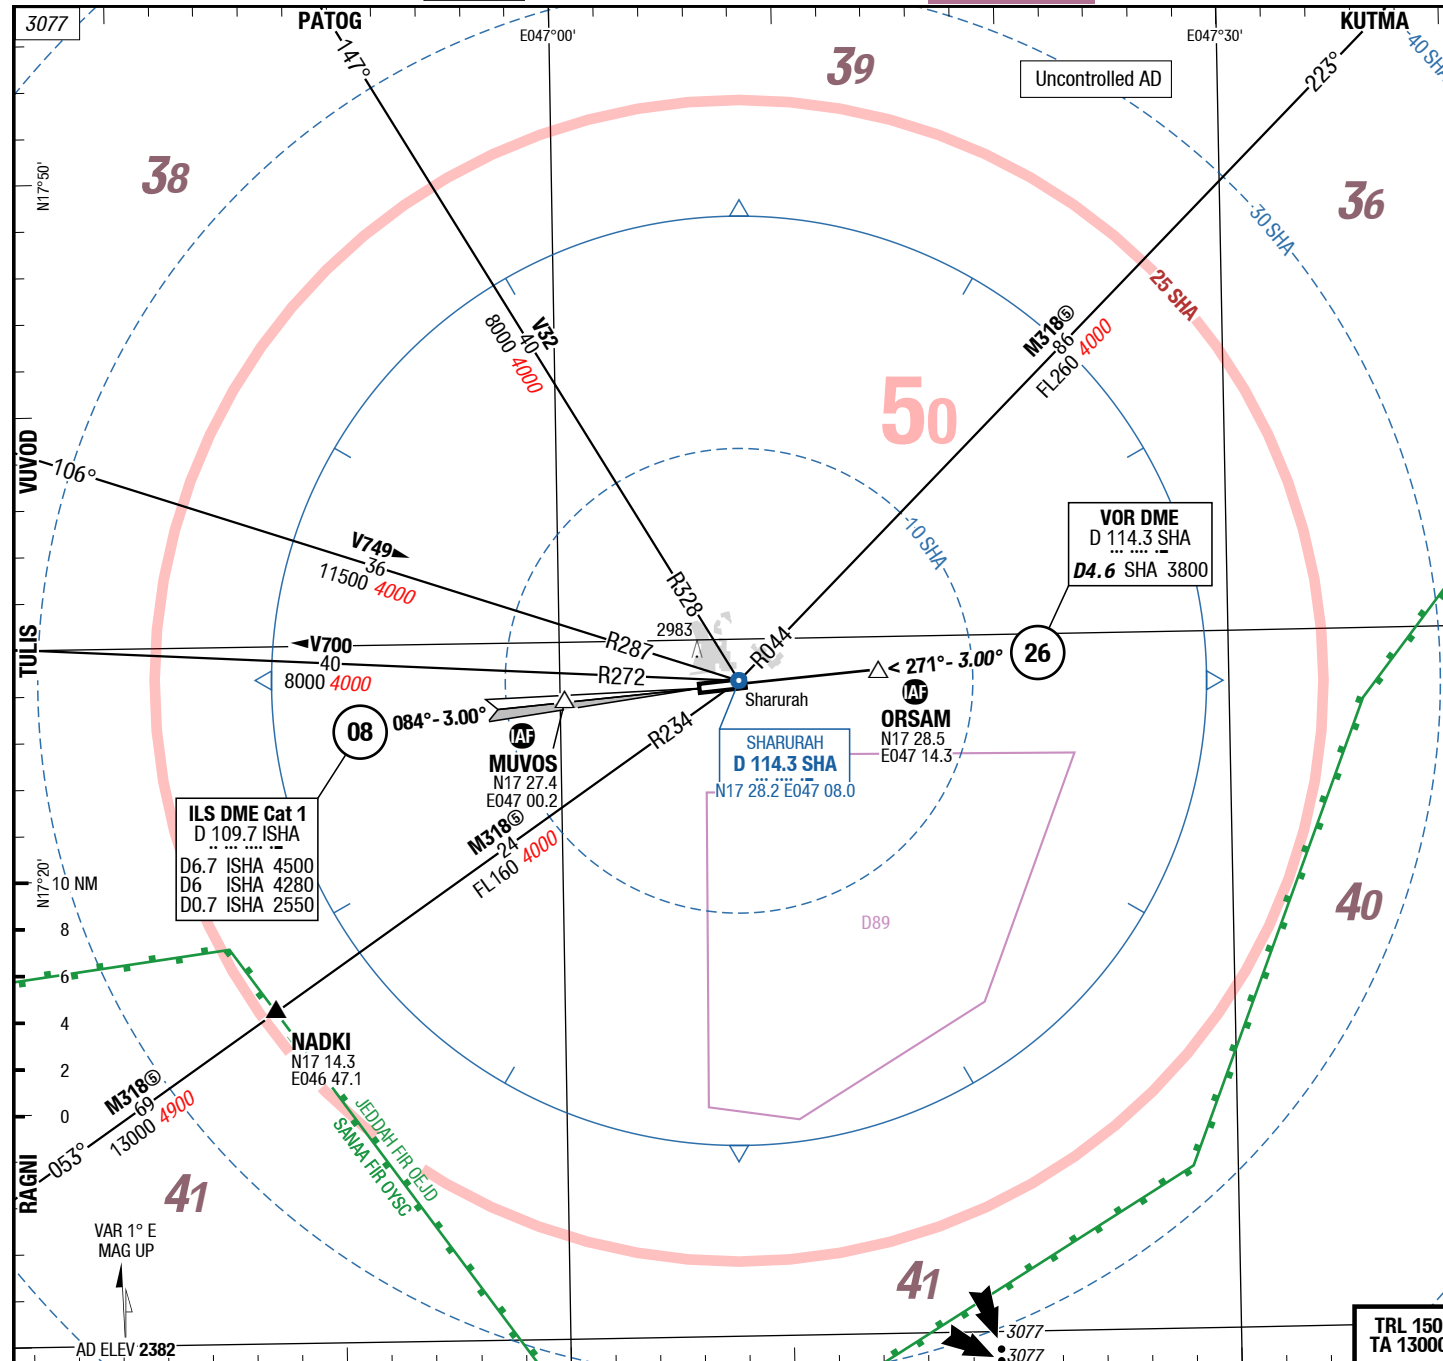 3077
PATOG
E047°00'
E047°30'
KUTMA
147°
223°
40 SHA
39
Uncontrolled AD
38
36
N17°50'
30 SHA
25 SHA
V32
40
8000 4000
M318⑤
86
FL260 4000
50
VUVOD
106°
10 SHA
VOR DME
D 114.3 SHA
D4.6 SHA 3800
V749
36
11500 4000
R328
2983
R044
R287
TULIS
V700
40
8000 4000
R272
26
< 271°- 3.00°
IAF
ORSAM
N17 28.5
E047 14.3
Sharurah
R234
08
084°- 3.00°
IAF
MUVOS
N17 27.4
E047 00.2
SHARURAH
D 114.3 SHA
N17 28.2 E047 08.0
ILS DME Cat 1
D 109.7 ISHA
D6.7 ISHA 4500
D6 ISHA 4280
D0.7 ISHA 2550
M318⑤
24
FL160 4000
N17°20'
10 NM
8
6
4
2
0
D89
40
NADKI
N17 14.3
E046 47.1
M318⑤
69
13000 4900
053°
RAGNI
JEDDAH FIR OEJD
SANAA FIR OYSC
41
41
VAR 1° E
MAG UP
AD ELEV 2382
3077
3077
TRL 150
TA 13000